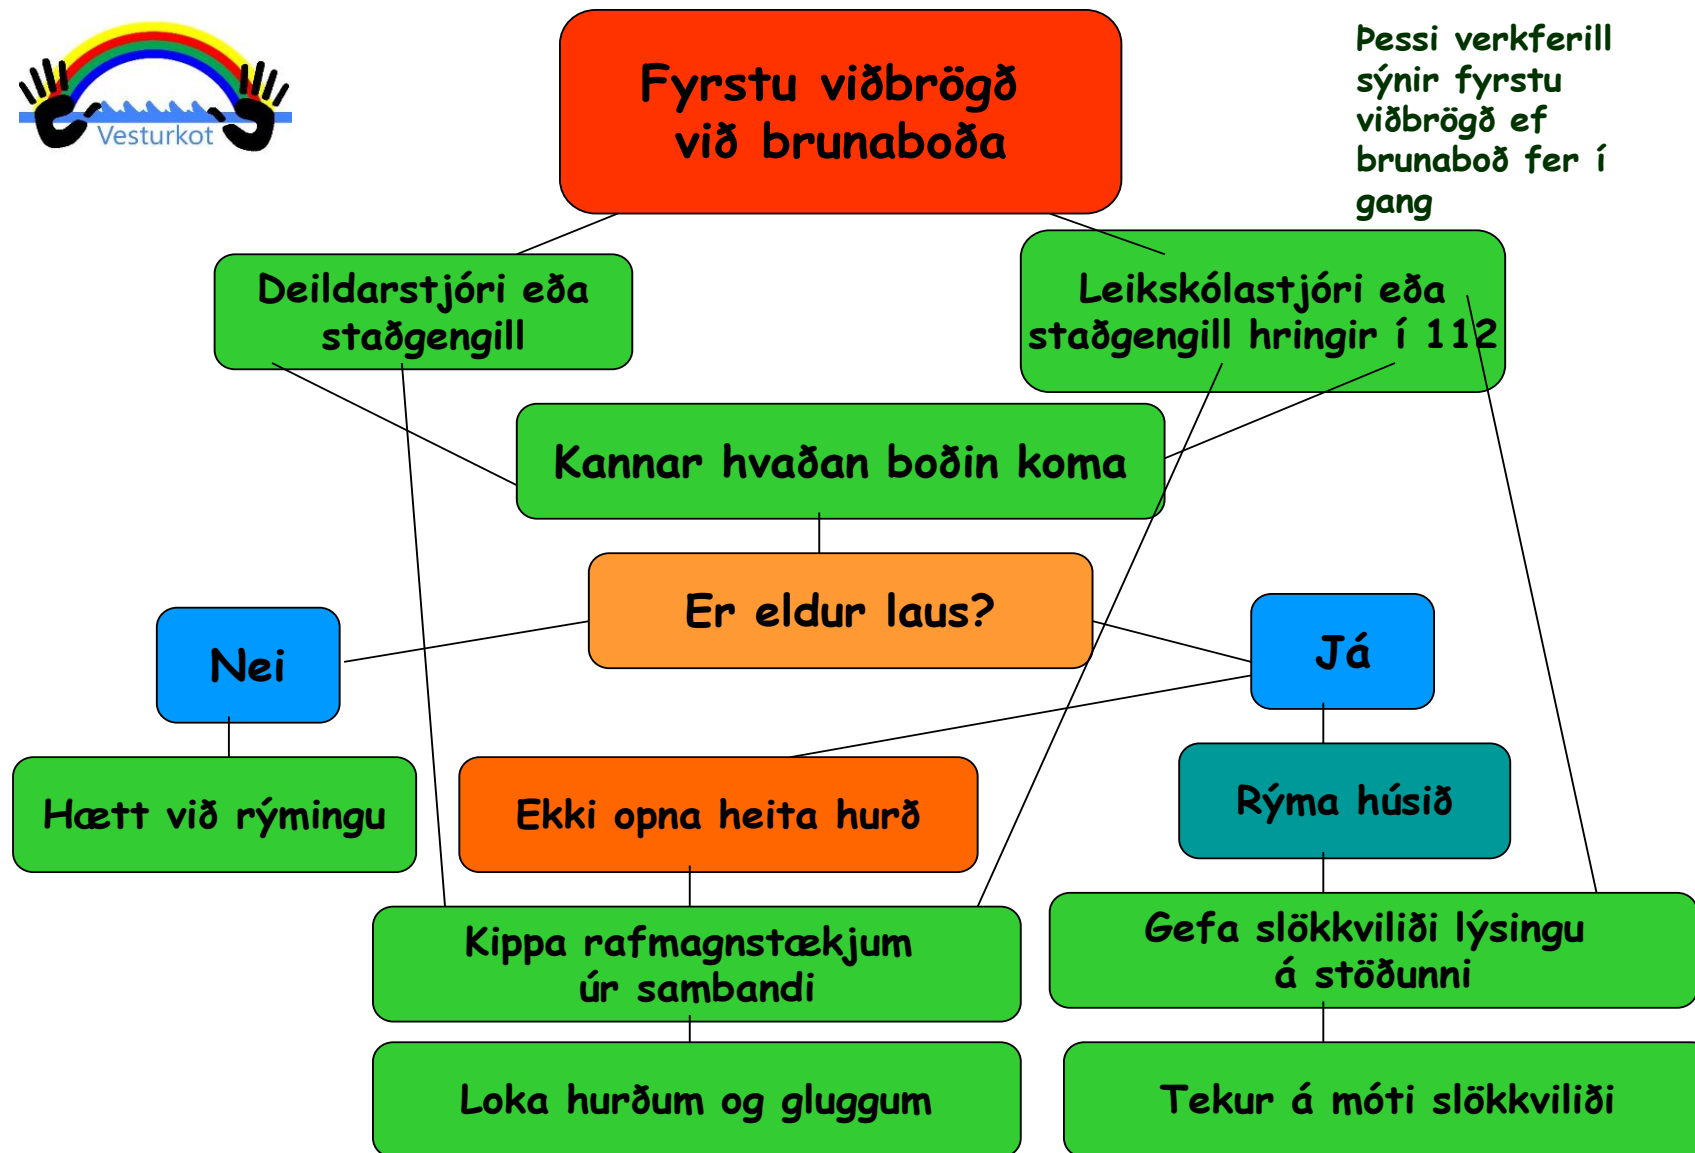 Vesturkot
Fyrstu viðbrögð
við brunaboða
Þessi verkferill
sýnir fyrstu
viðbrögð ef
brunaboð fer í
gang
Deildarstjóri eða
staðgengill
Leikskólastjóri eða
staðgengill hringir í 112
Kannar hvaðan boðin koma
Er eldur laus?
Nei
Já
Hætt við rýmingu
Ekki opna heita hurð
Rýma húsið
Kippa rafmagnstækjum
úr sambandi
Gefa slökkviliði lýsingu
á stöðunni
Loka hurðum og gluggum
Tekur á móti slökkviliði